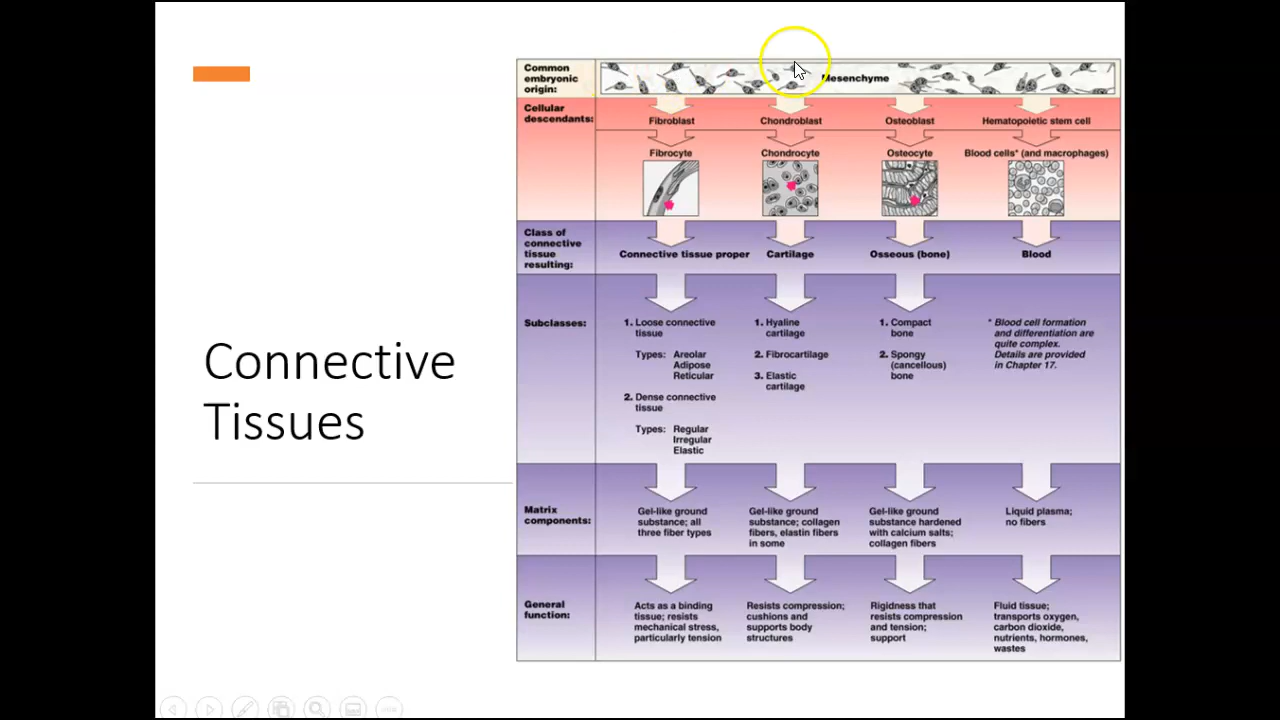 Connective
Tissues
Common
embryonic
origin:
Mesenchyme
Cellular
descendants:
Fibroblast
Chondroblast
Osteoblast
Hematopoietic stem cell
Fibrocyte
Chondrocyte
Osteocyte
Blood cells* (and macrophages)
Class of
connective
tissue
resulting:
Connective tissue proper
Cartilage
Osseous (bone)
Blood
Subclasses:
1. Loose connective
tissue
Types: Areolar
Adipose
Reticular
2. Dense connective
tissue
Types: Regular
Irregular
Elastic
1. Hyaline
cartilage
2. Fibrocartilage
3. Elastic
cartilage
1. Compact
bone
2. Spongy
(cancellous)
bone
* Blood cell formation
and differentiation are
quite complex.
Details are provided
in Chapter 17.
Matrix
components:
Gel-like ground
substance; all
three fiber types
Gel-like ground
substance; collagen
fibers, elastin fibers
in some
Gel-like ground
substance hardened
with calcium salts;
collagen fibers
Liquid plasma;
no fibers
General
function:
Acts as a binding
tissue; resists
mechanical stress,
particularly tension
Resists compression;
cushions and
supports body
structures
Rigidness that
resists compression
and tension;
support
Fluid tissue;
transports oxygen,
carbon dioxide,
nutrients, hormones,
wastes